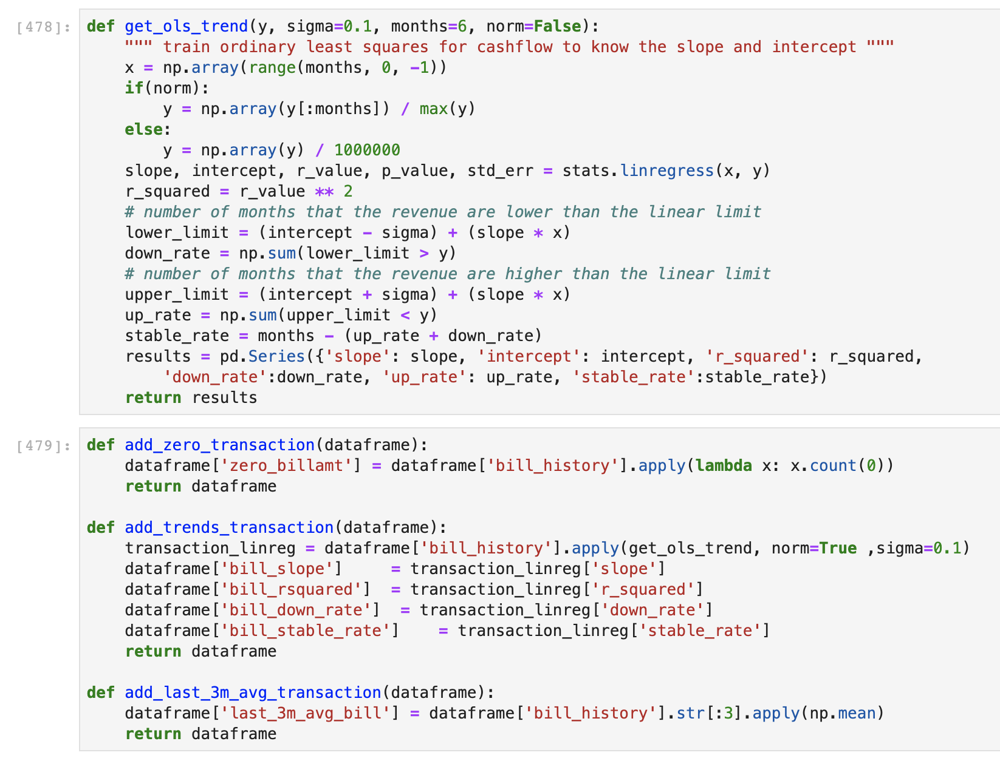 [478]: def get_ols_trend(y, sigma=0.1, months=6, norm=False):
    """ train ordinary least squares for cashflow to know the slope and intercept """
    x = np.array(range(months, 0, -1))
    if(norm):
        y = np.array(y[:months]) / max(y)
    else:
        y = np.array(y) / 1000000
    slope, intercept, r_value, p_value, std_err = stats.linregress(x, y)
    r_squared = r_value ** 2
    # number of months that the revenue are lower than the linear limit
    lower_limit = (intercept - sigma) + (slope * x)
    down_rate = np.sum(lower_limit > y)
    # number of months that the revenue are higher than the linear limit
    upper_limit = (intercept + sigma) + (slope * x)
    up_rate = np.sum(upper_limit < y)
    stable_rate = months - (up_rate + down_rate)
    results = pd.Series({'slope': slope, 'intercept': intercept, 'r_squared': r_squared,
        'down_rate':down_rate, 'up_rate': up_rate, 'stable_rate':stable_rate})
    return results
[479]: def add_zero_transaction(dataframe):
    dataframe['zero_billamt'] = dataframe['bill_history'].apply(lambda x: x.count(0))
    return dataframe

def add_trends_transaction(dataframe):
    transaction_linreg = dataframe['bill_history'].apply(get_ols_trend, norm=True ,sigma=0.1)
    dataframe['bill_slope']     = transaction_linreg['slope']
    dataframe['bill_rsquared']  = transaction_linreg['r_squared']
    dataframe['bill_down_rate']  = transaction_linreg['down_rate']
    dataframe['bill_stable_rate']    = transaction_linreg['stable_rate']
    return dataframe

def add_last_3m_avg_transaction(dataframe):
    dataframe['last_3m_avg_bill'] = dataframe['bill_history'].str[:3].apply(np.mean)
    return dataframe